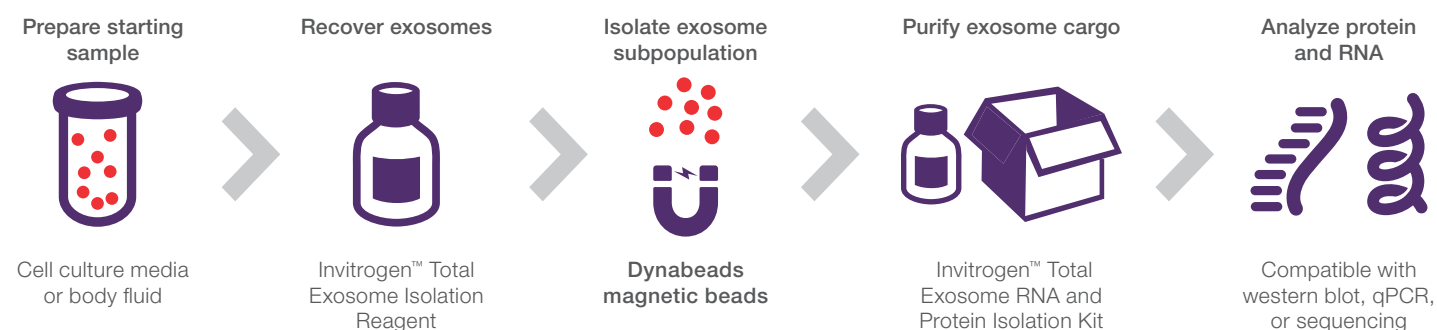 Prepare starting
sample
Recover exosomes
Isolate exosome
subpopulation
Purify exosome cargo
Analyze protein
and RNA
Cell culture media
or body fluid
Invitrogen™ Total
Exosome Isolation
Reagent
Dynabeads
magnetic beads
Invitrogen™ Total
Exosome RNA and
Protein Isolation Kit
Compatible with
western blot, qPCR,
or sequencing